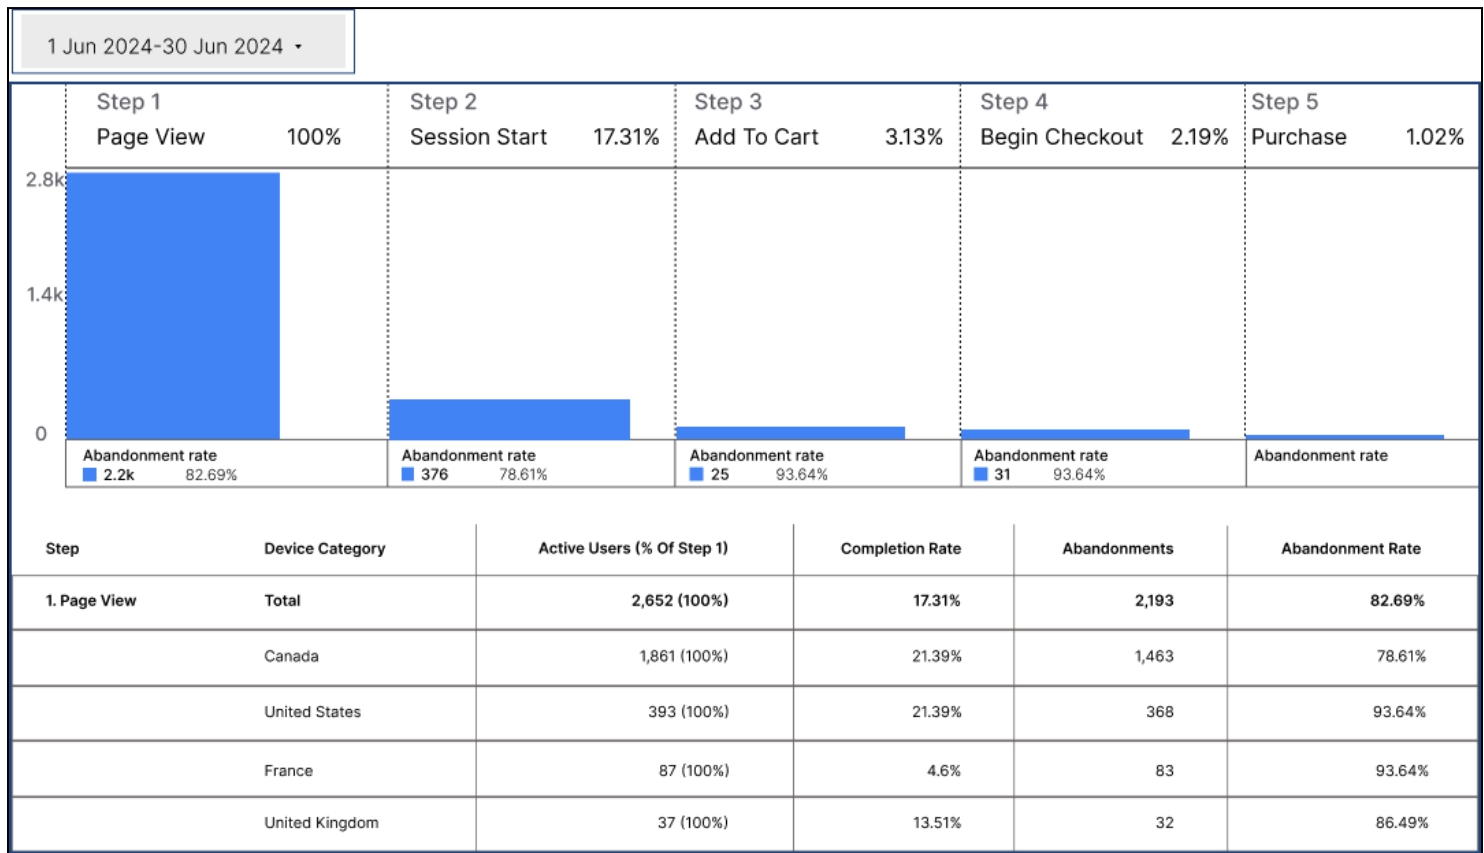 1 Jun 2024-30 Jun 2024
Step 1 Step 2 Step 3 Step 4 Step 5
Page View 100% Session Start 17.31% Add To Cart 3.13% Begin Checkout 2.19% Purchase 1.02%
2.8k
1.4k
0
Abandonment rate Abandonment rate Abandonment rate Abandonment rate Abandonment rate
2.2k 82.69% 376 78.61% 25 93.64% 31 93.64%
Step Device Category Active Users (% Of Step 1) Completion Rate Abandonments Abandonment Rate
1. Page View Total 2,652 (100%) 17.31% 2,193 82.69%
Canada 1,861 (100%) 21.39% 1,463 78.61%
United States 393 (100%) 21.39% 368 93.64%
France 87 (100%) 4.6% 83 93.64%
United Kingdom 37 (100%) 13.51% 32 86.49%